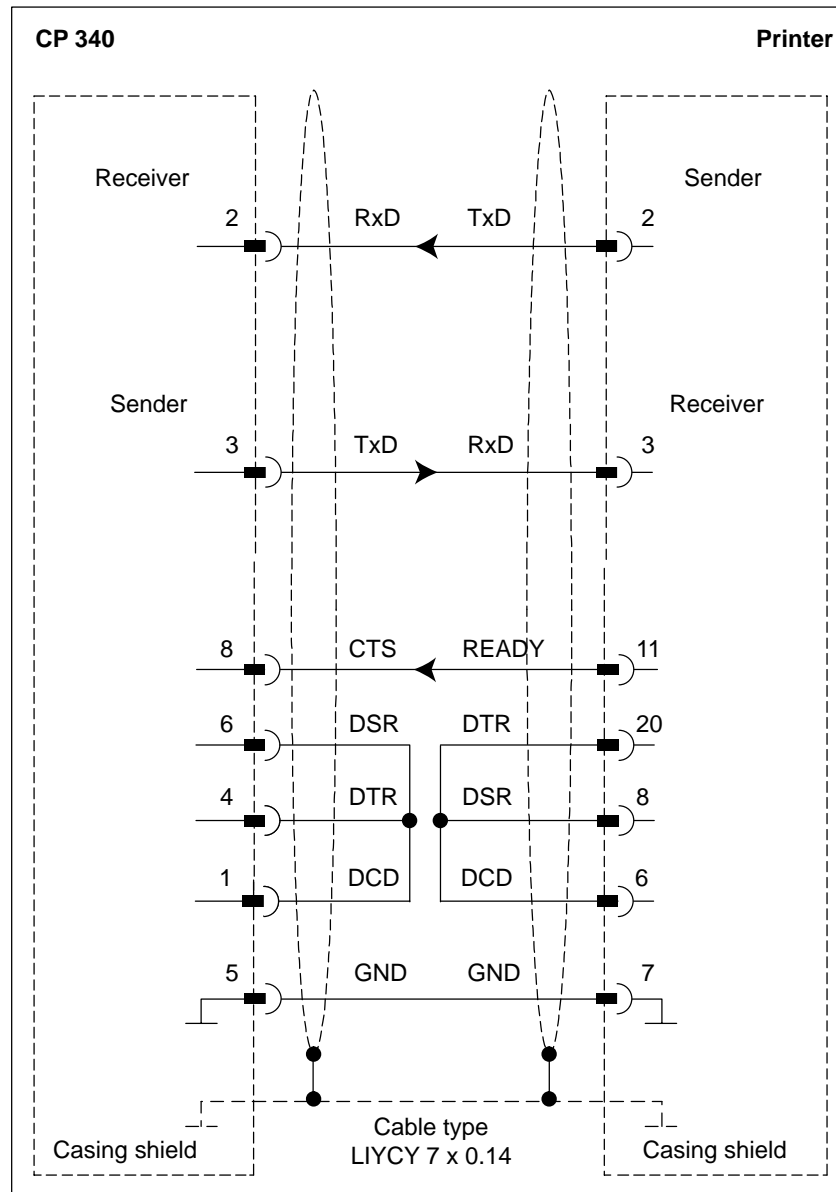 CP 340 Printer
Receiver Sender
2 RxD TxD 2
Sender Receiver
3 TxD RxD 3
8 CTS READY 11
6 DSR DTR 20
4 DTR DSR 8
1 DCD DCD 6
5 GND GND 7
Cable type
Casing shield LIYCY 7 x 0.14 Casing shield